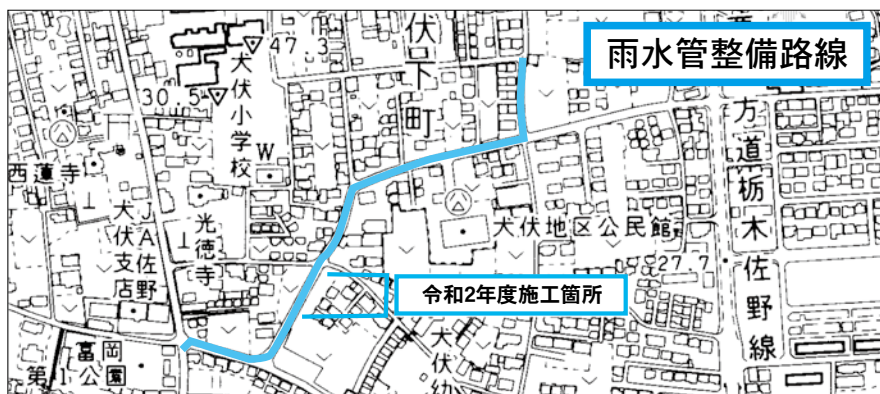 雨水管整備路線
令和2年度施工箇所
47.3
30.5
犬伏小学校
W
伏下町
西蓮寺
JA佐野
犬伏支店
光徳寺
犬伏地区公民館
27.7
方道栃木佐野線
富岡
第1公園
犬伏幼